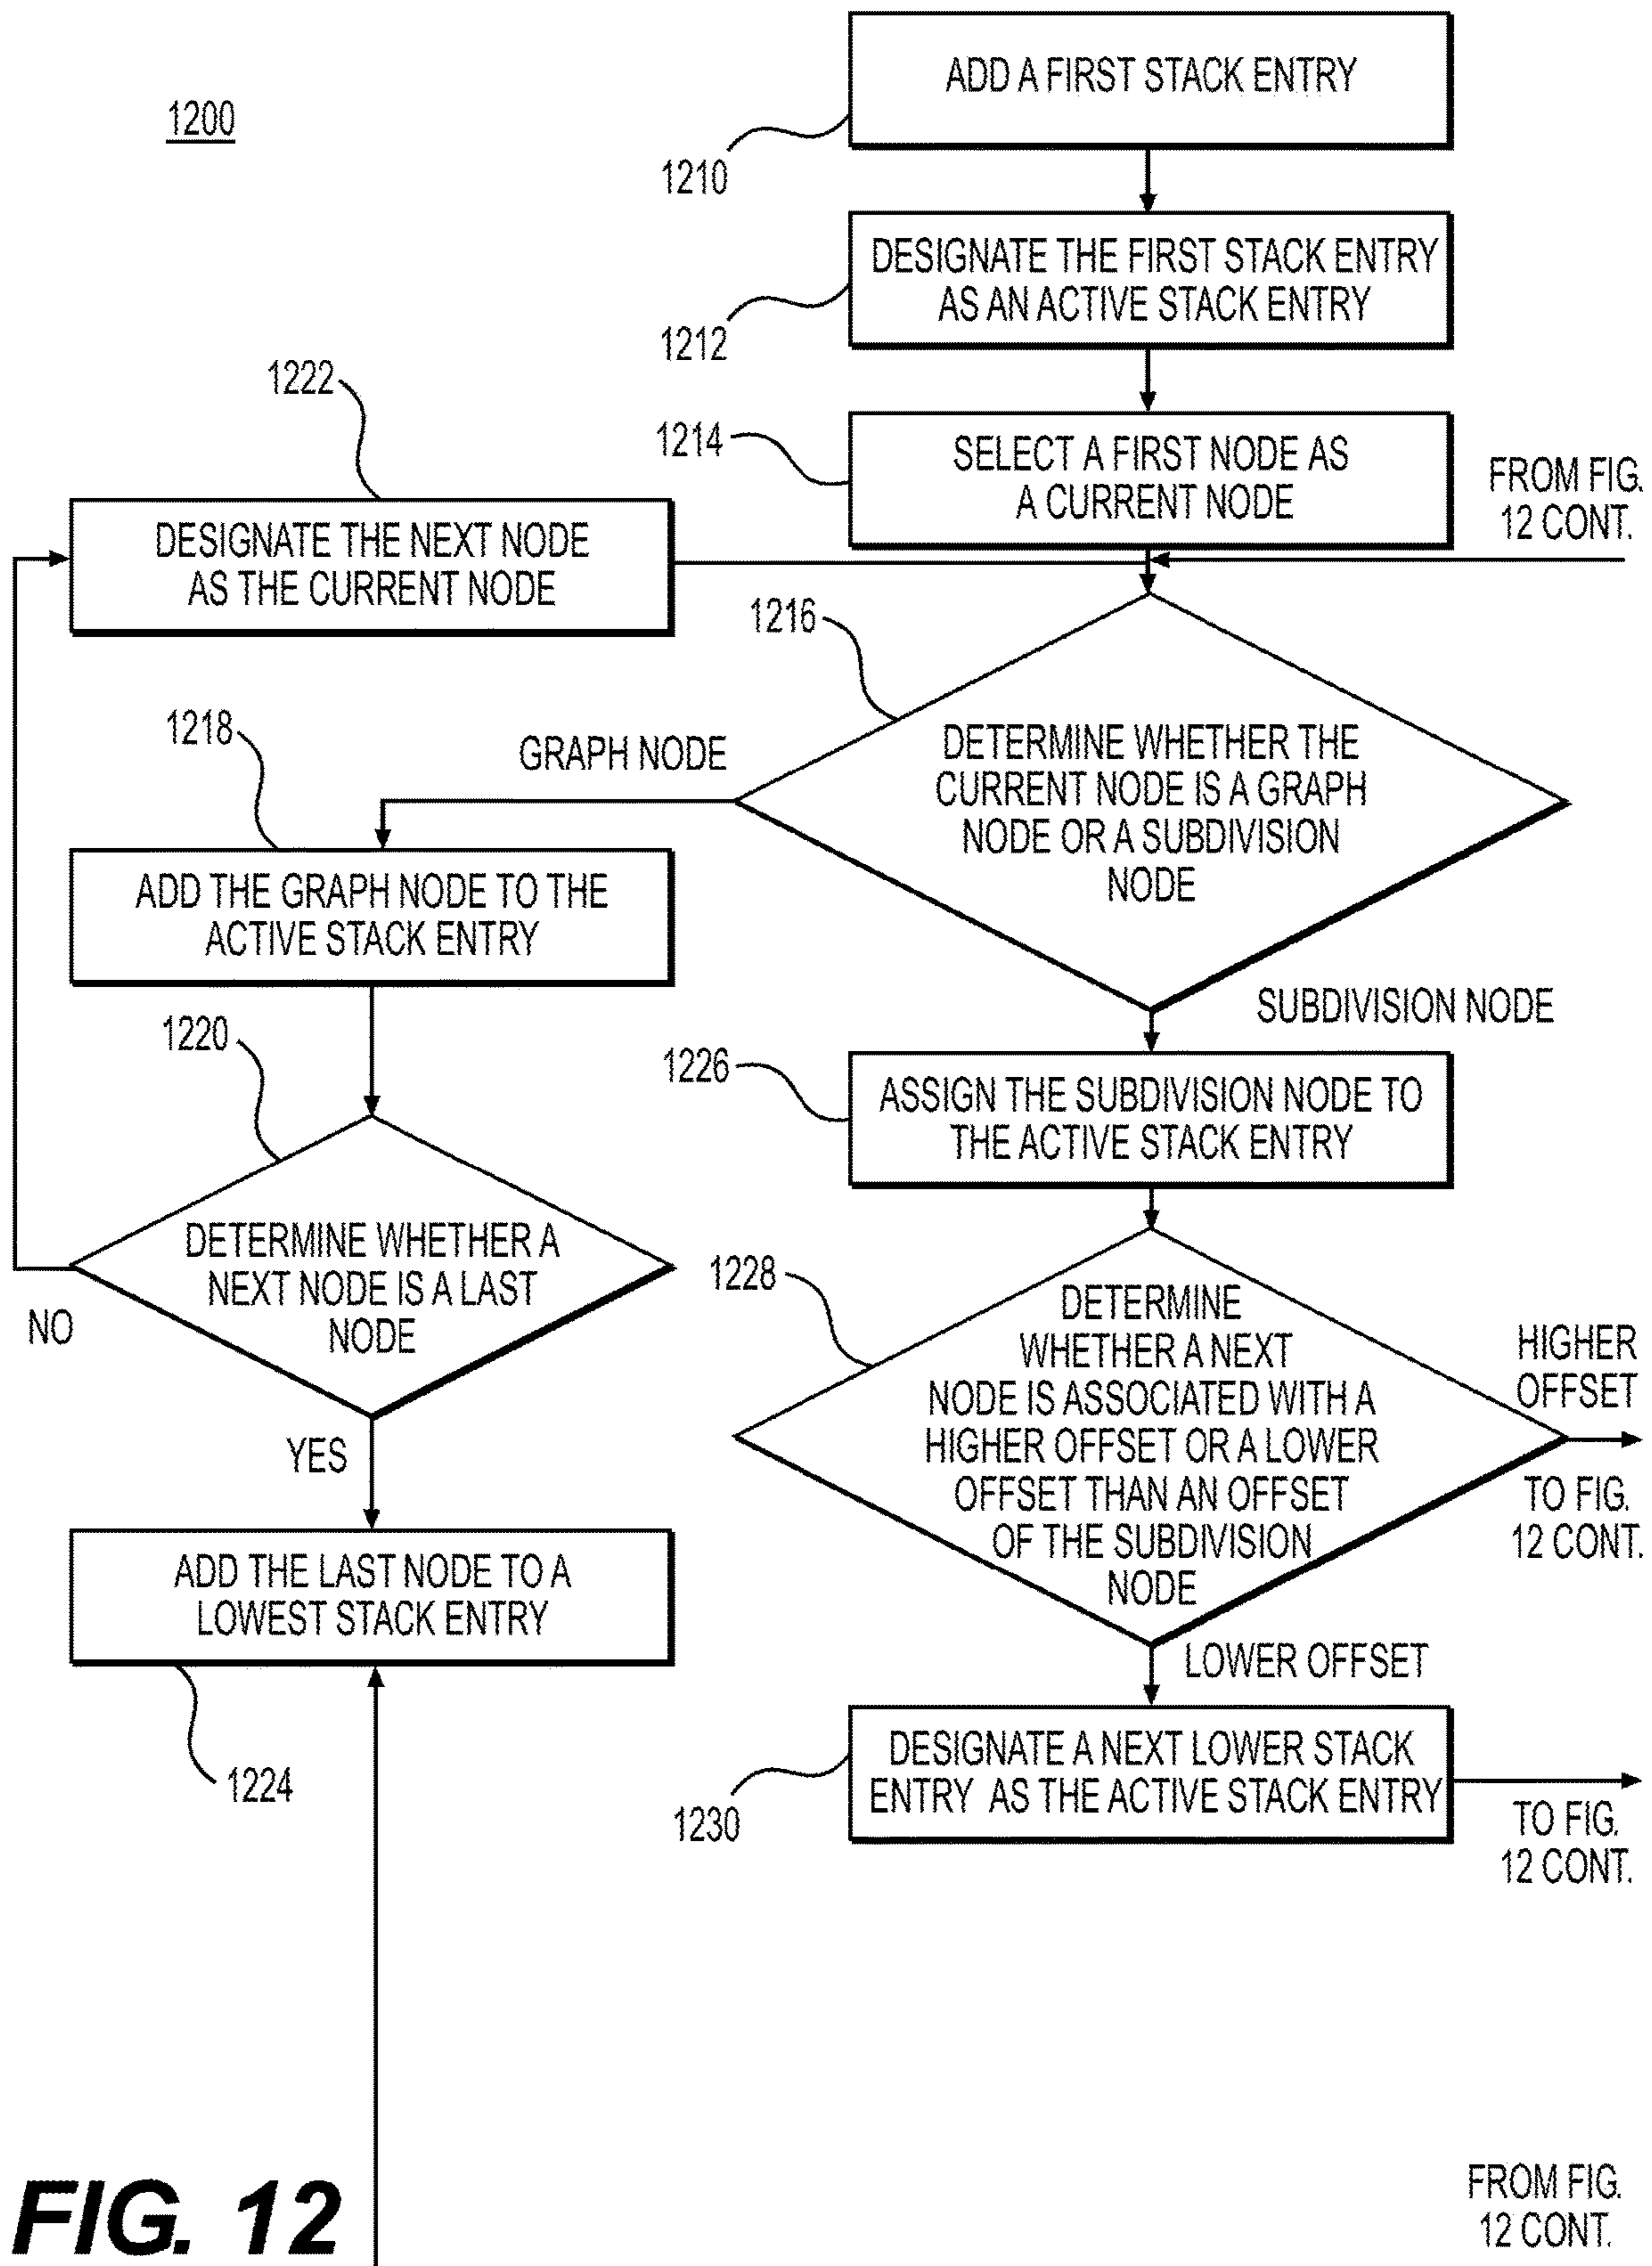 1200
ADD A FIRST STACK ENTRY
1210
DESIGNATE THE FIRST STACK ENTRY
AS AN ACTIVE STACK ENTRY
1212
1222
SELECT A FIRST NODE AS
A CURRENT NODE
1214
FROM FIG.
12 CONT.
DESIGNATE THE NEXT NODE
AS THE CURRENT NODE
1216
DETERMINE WHETHER THE
CURRENT NODE IS A GRAPH
NODE OR A SUBDIVISION
NODE
GRAPH NODE
1218
ADD THE GRAPH NODE TO THE
ACTIVE STACK ENTRY
SUBDIVISION NODE
1220
1226
ASSIGN THE SUBDIVISION NODE TO
THE ACTIVE STACK ENTRY
DETERMINE WHETHER A
NEXT NODE IS A LAST
NODE
NO
YES
1228
DETERMINE
WHETHER A NEXT
NODE IS ASSOCIATED WITH A
HIGHER OFFSET OR A LOWER
OFFSET THAN AN OFFSET
OF THE SUBDIVISION
NODE
HIGHER
OFFSET
TO FIG.
12 CONT.
ADD THE LAST NODE TO A
LOWEST STACK ENTRY
1224
LOWER OFFSET
DESIGNATE A NEXT LOWER STACK
ENTRY AS THE ACTIVE STACK ENTRY
1230
TO FIG.
12 CONT.
FIG. 12
FROM FIG.
12 CONT.